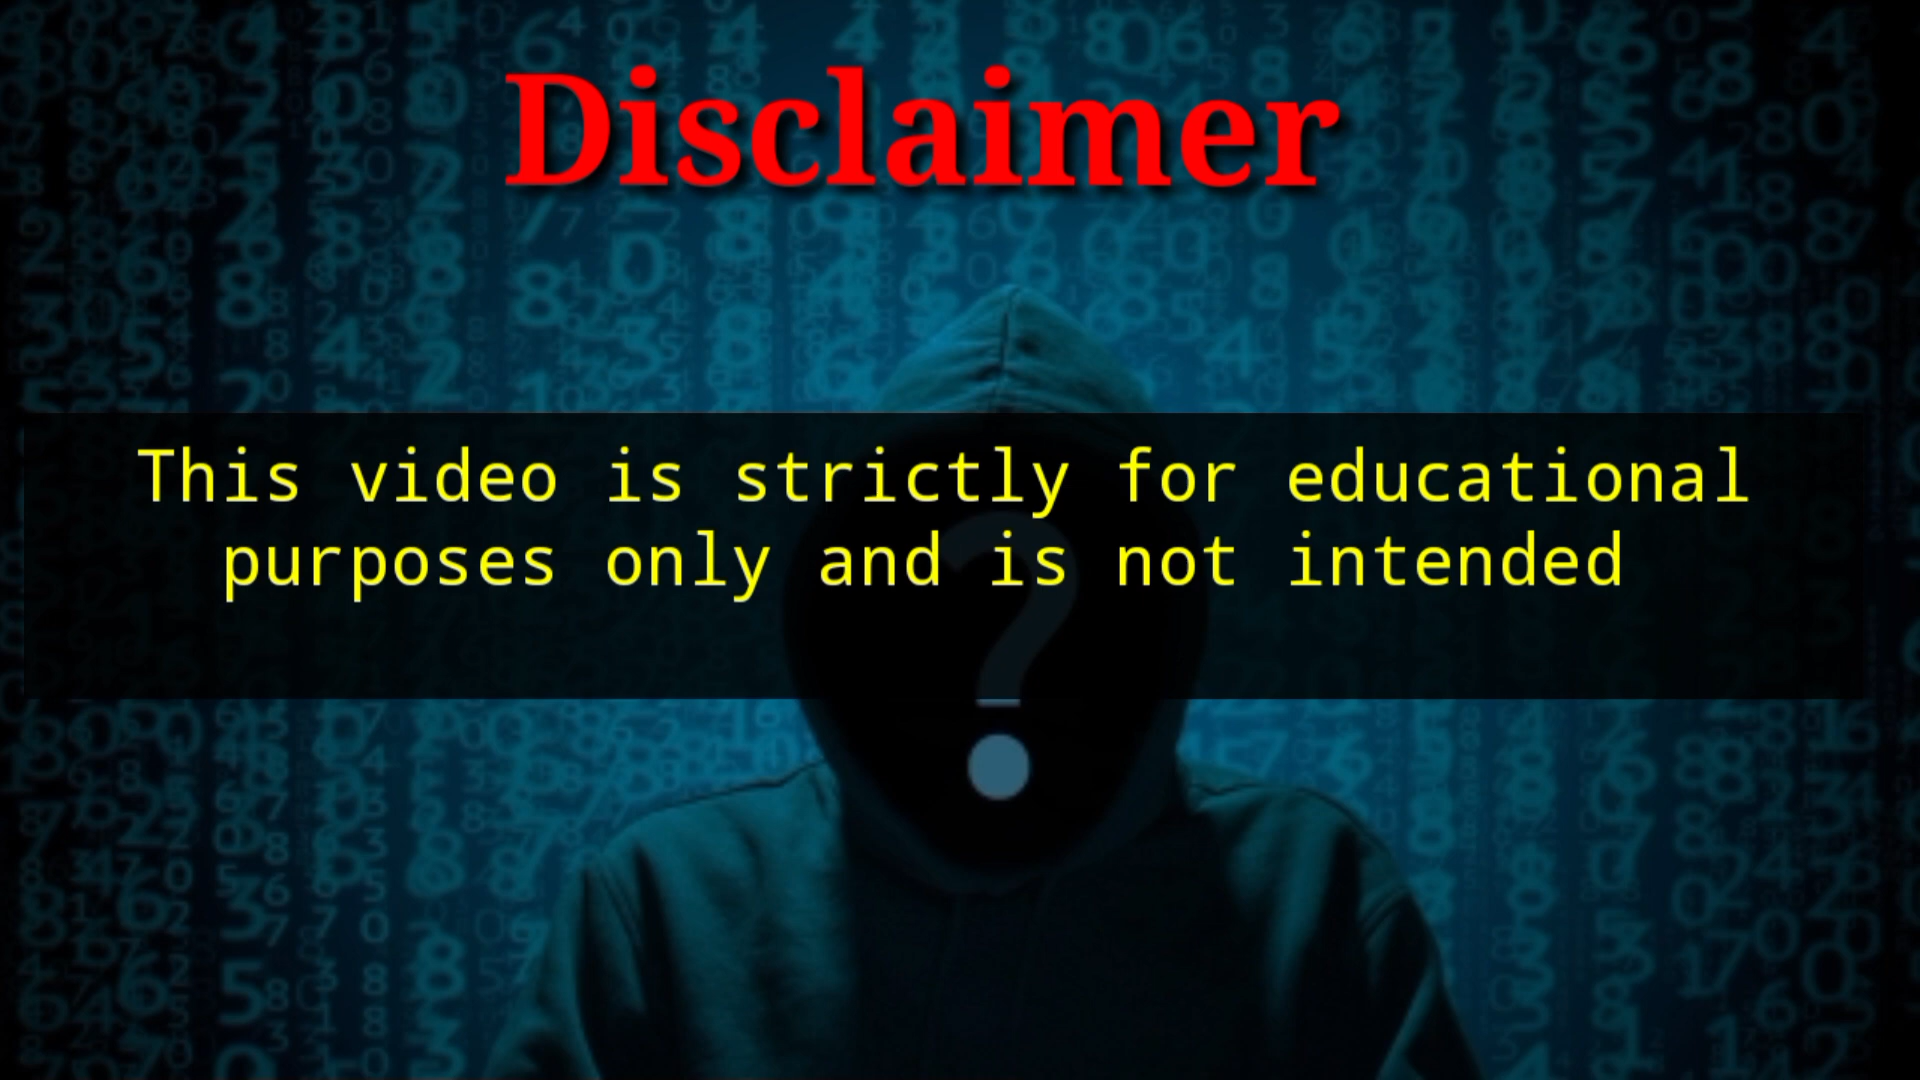 Disclaimer
This video is strictly for educational
purposes only and is not intended
?